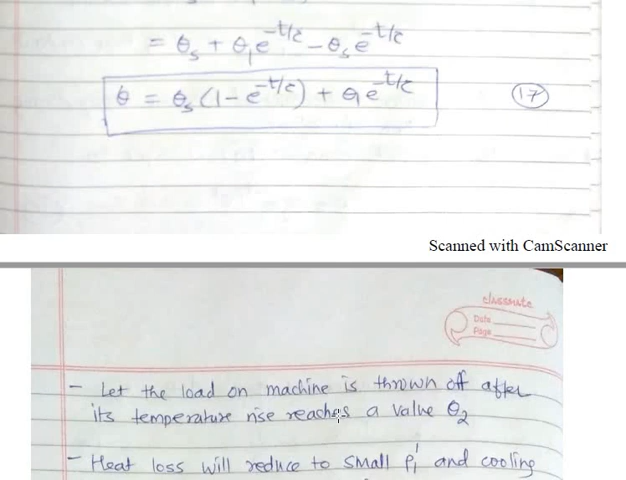 = θs + θ1e^-t/τ - θse^-t/τ
θ = θs (1 - e^-t/τ) + θ1e^-t/τ (17)
Scanned with CamScanner
classmate
Date
Page
- Let the load on machine is thrown off after
its temperature rise reaches a value θ2
- Heat loss will reduce to small P1' and cooling